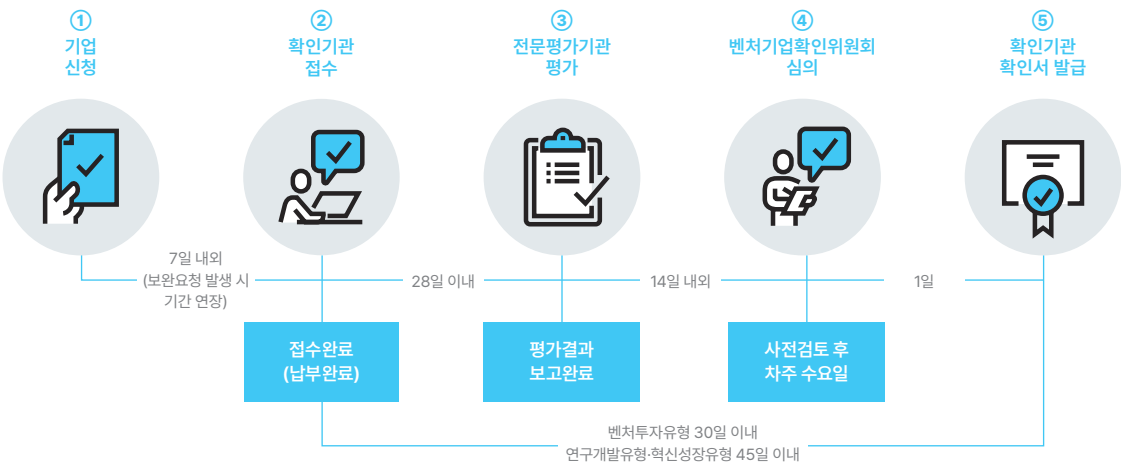 ①
기업
신청
②
확인기관
접수
③
전문평가기관
평가
④
벤처기업확인위원회
심의
⑤
확인기관
확인서 발급
7일 내외
(보완요청 발생 시
기간 연장)
28일 이내
14일 내외
1일
접수완료
(납부완료)
평가결과
보고완료
사전검토 후
차주 수요일
벤처투자유형 30일 이내
연구개발유형·혁신성장유형 45일 이내